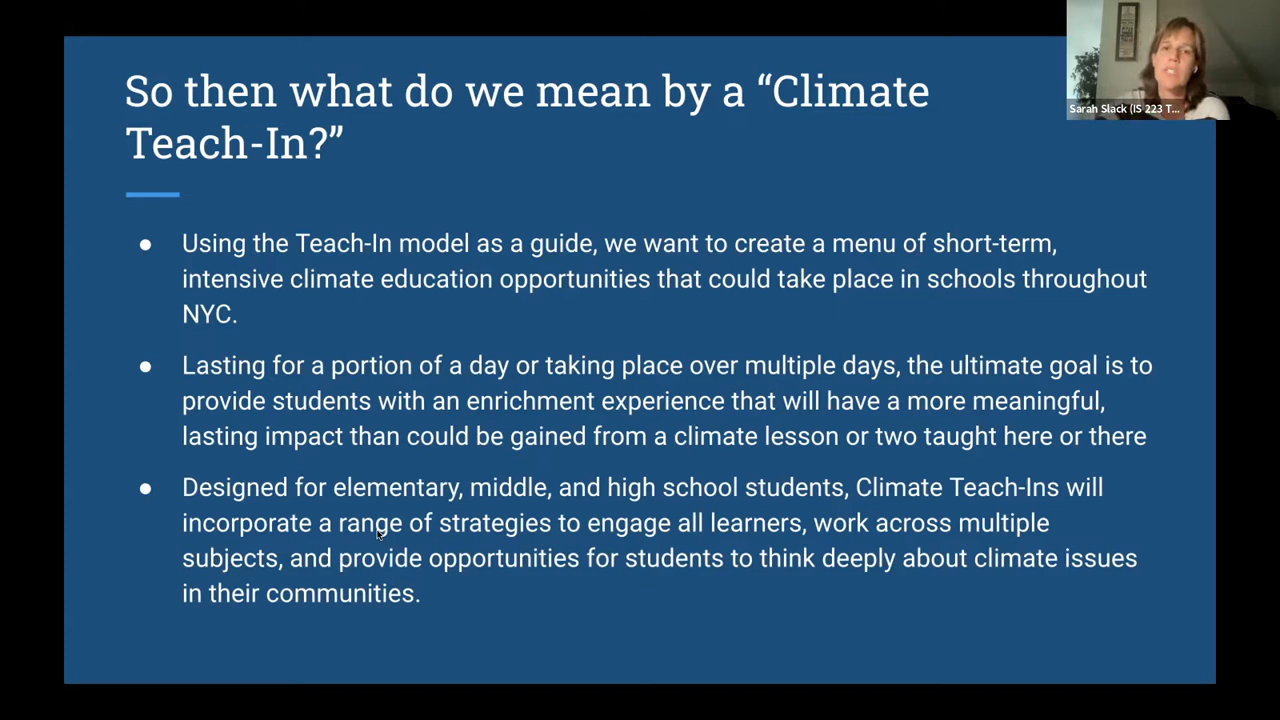 So then what do we mean by a “Climate
Teach-In?”
Sarah Slack (IS 223 T...
● Using the Teach-In model as a guide, we want to create a menu of short-term,
intensive climate education opportunities that could take place in schools throughout
NYC.
● Lasting for a portion of a day or taking place over multiple days, the ultimate goal is to
provide students with an enrichment experience that will have a more meaningful,
lasting impact than could be gained from a climate lesson or two taught here or there
● Designed for elementary, middle, and high school students, Climate Teach-Ins will
incorporate a range of strategies to engage all learners, work across multiple
subjects, and provide opportunities for students to think deeply about climate issues
in their communities.